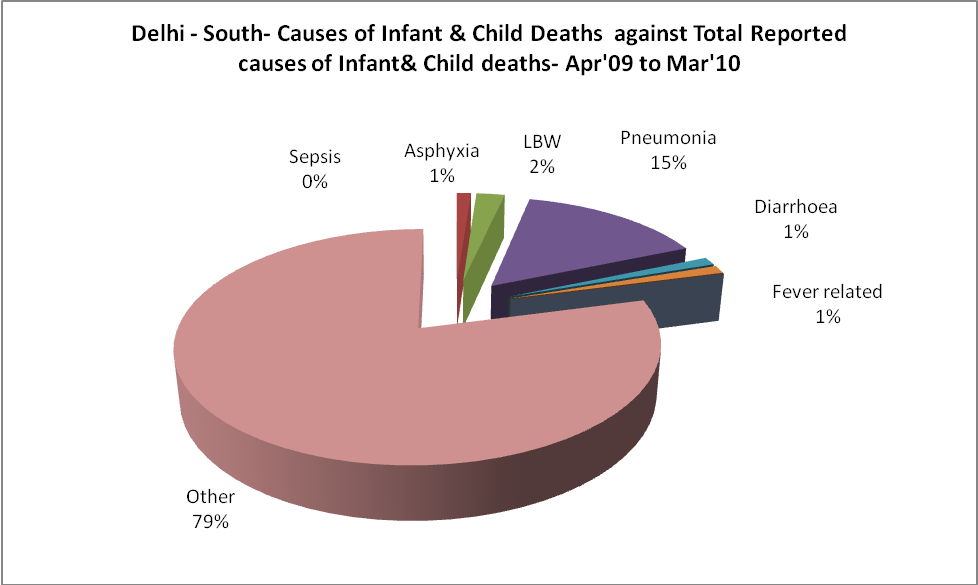 Delhi - South- Causes of Infant & Child Deaths against Total Reported
causes of Infant& Child deaths- Apr'09 to Mar'10
Sepsis
0%
Asphyxia
1%
LBW
2%
Pneumonia
15%
Diarrhoea
1%
Fever related
1%
Other
79%